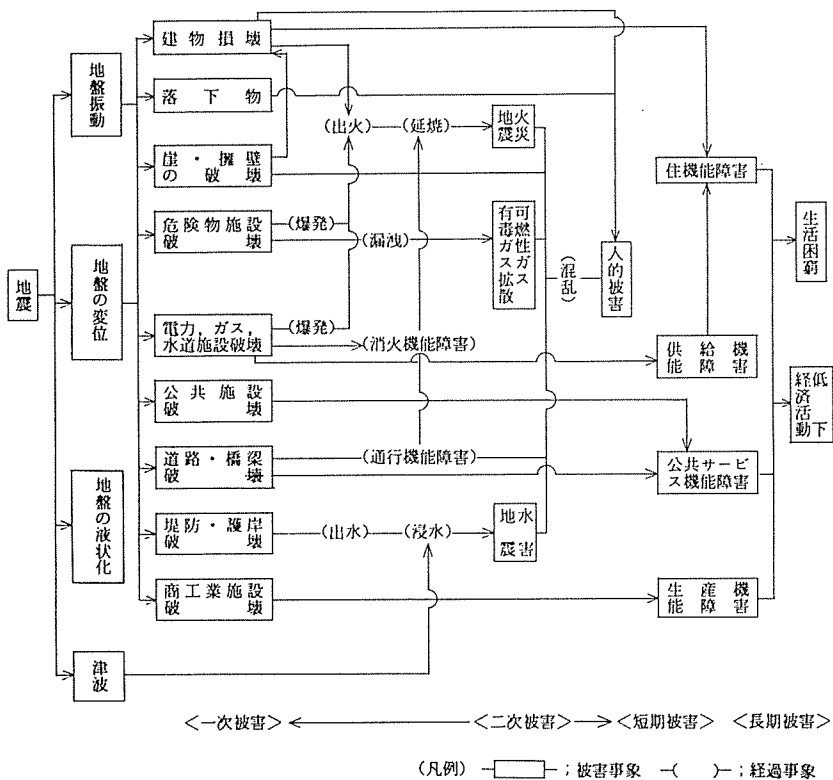 地震
地盤振動
地盤の変位
地盤の液状化
津波
建物損壊
落下物
崖・擁壁
の破壊
危険物施設
破壊
電力，ガス，
水道施設破壊
公共施設
破壊
道路・橋梁
破壊
堤防・護岸
破壊
商工業施設
破壊
(出火)
(延焼)
(爆発)
(漏洩)
(爆発)
(消火機能障害)
(通行機能障害)
(出水)
(浸水)
地震
火災
可燃性ガス
有毒ガス拡散
地震
水害
(混乱)
人的被害
住機能障害
供給機
能障害
公共サービ
ス機能障害
生産機
能障害
生活困窮
経済活動
低下
<一次被害>
<二次被害>
<短期被害>
<長期被害>
(凡例)
；被害事象
( )
；経過事象